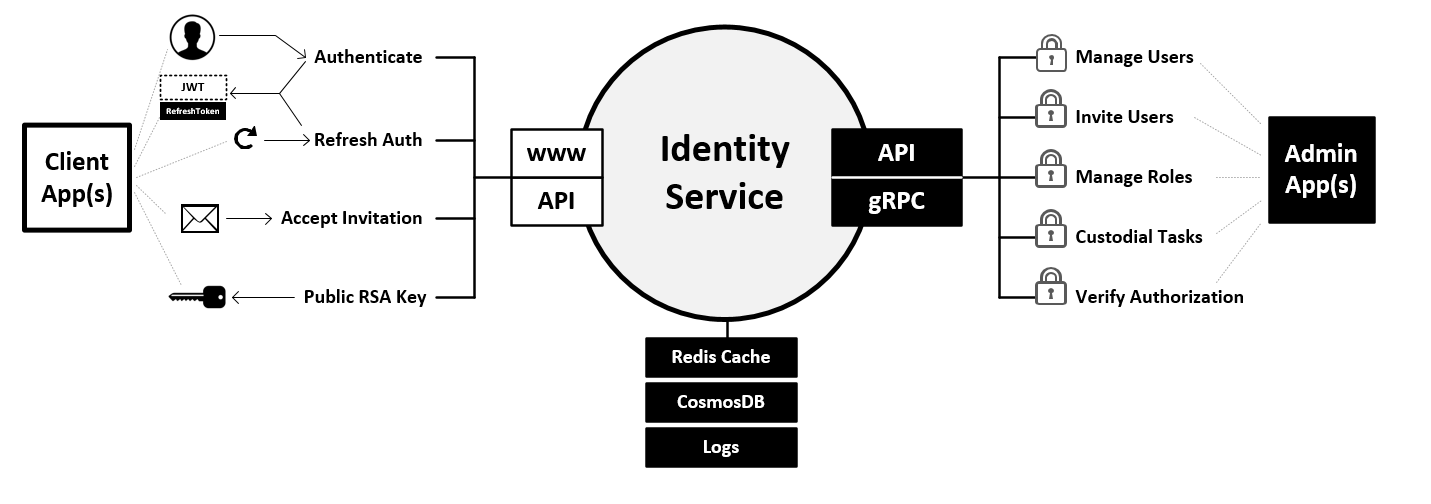 Client
App(s)
JWT
RefreshToken
Authenticate
Refresh Auth
Accept Invitation
Public RSA Key
www
API
Identity
Service
API
gRPC
Redis Cache
CosmosDB
Logs
Manage Users
Invite Users
Manage Roles
Custodial Tasks
Verify Authorization
Admin
App(s)